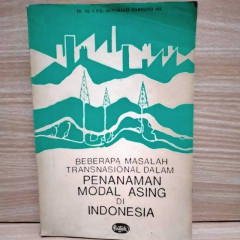 BEBERAPA MASALAH
TRANSNASIONAL DALAM
PENANAMAN
MODAL ASING
DI
INDONESIA